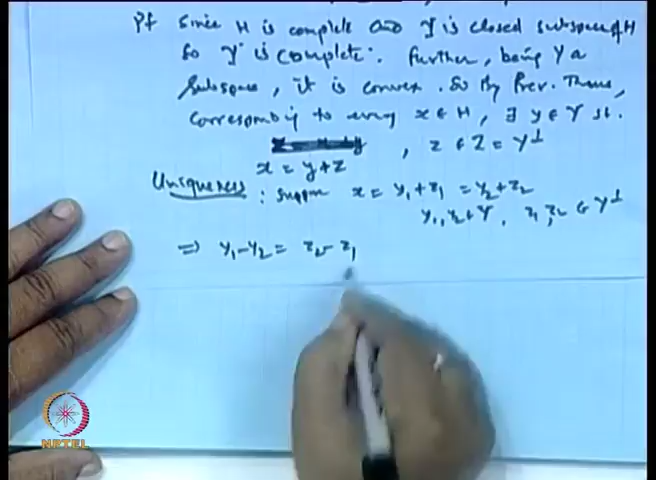 Pf Since H is complete and Y is closed subspace of H
So Y is complete. Further, being Y a
Subspace, it is convex. So By Prev. Thm,
corresponding to every x ∈ H, ∃ y ∈ Y st.
x = y + z , z ∈ Z = Y⊥
Uniqueness : Suppose x = y₁ + z₁ = y₂ + z₂
y₁, y₂ ∈ Y, z₁, z₂ ∈ Y⊥
⇒ y₁ - y₂ = z₂ - z₁
NPTEL